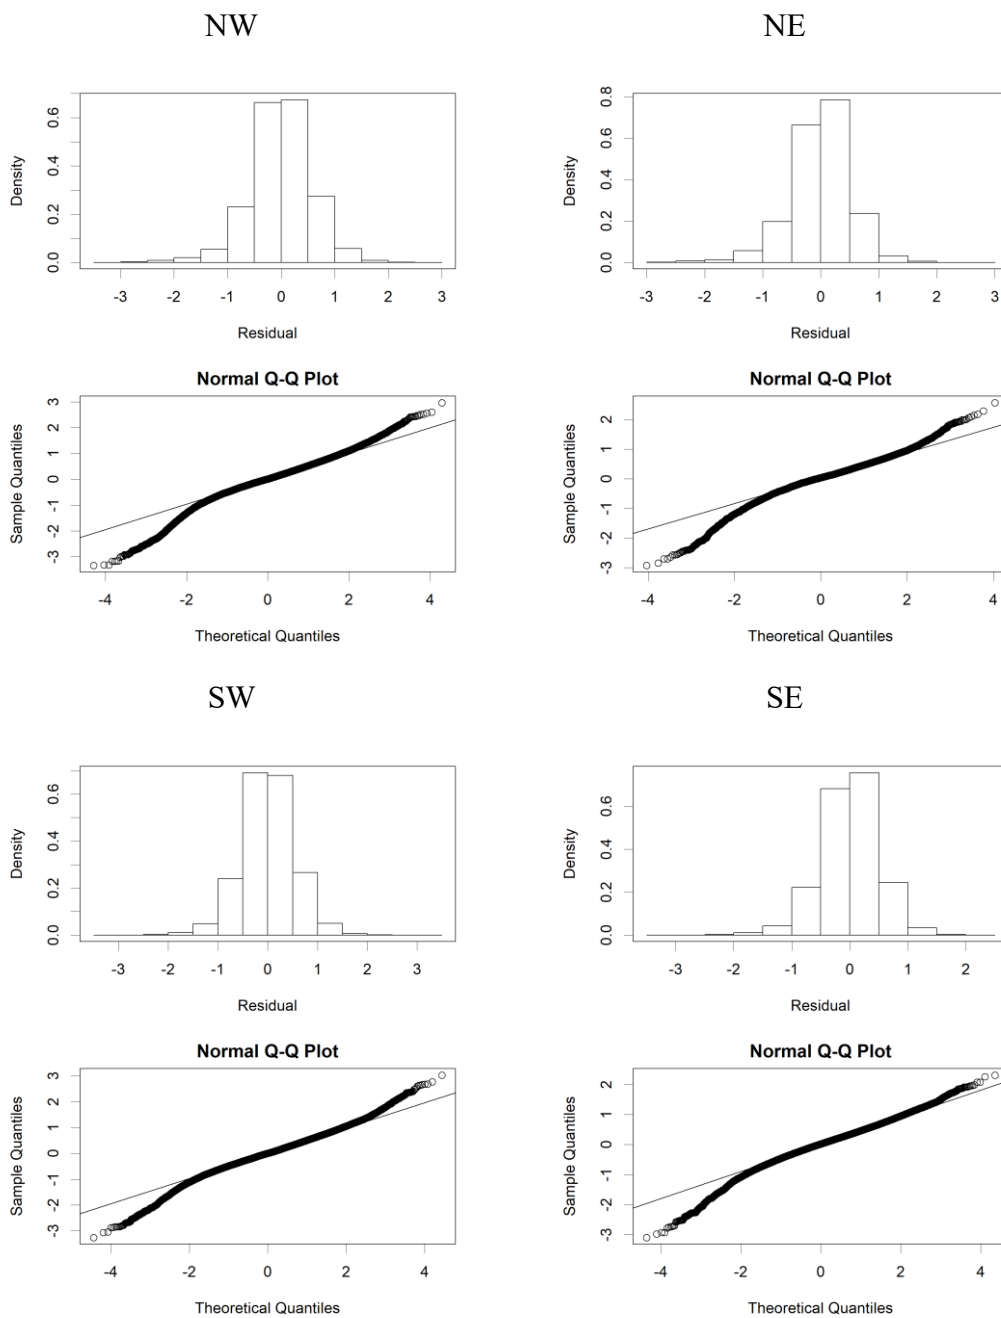 NW
NE
Density
0.0 0.2 0.4 0.6
-3 -2 -1 0 1 2 3
Residual
Density
0.0 0.2 0.4 0.6 0.8
-3 -2 -1 0 1 2 3
Residual
Normal Q-Q Plot
Sample Quantiles
-3 -2 -1 0 1 2 3
-4 -2 0 2 4
Theoretical Quantiles
Normal Q-Q Plot
Sample Quantiles
-3 -2 -1 0 1 2
-4 -2 0 2 4
Theoretical Quantiles
SW
SE
Density
0.0 0.2 0.4 0.6
-3 -2 -1 0 1 2 3
Residual
Density
0.0 0.2 0.4 0.6
-3 -2 -1 0 1 2
Residual
Normal Q-Q Plot
Sample Quantiles
-3 -2 -1 0 1 2 3
-4 -2 0 2 4
Theoretical Quantiles
Normal Q-Q Plot
Sample Quantiles
-3 -2 -1 0 1 2
-4 -2 0 2 4
Theoretical Quantiles